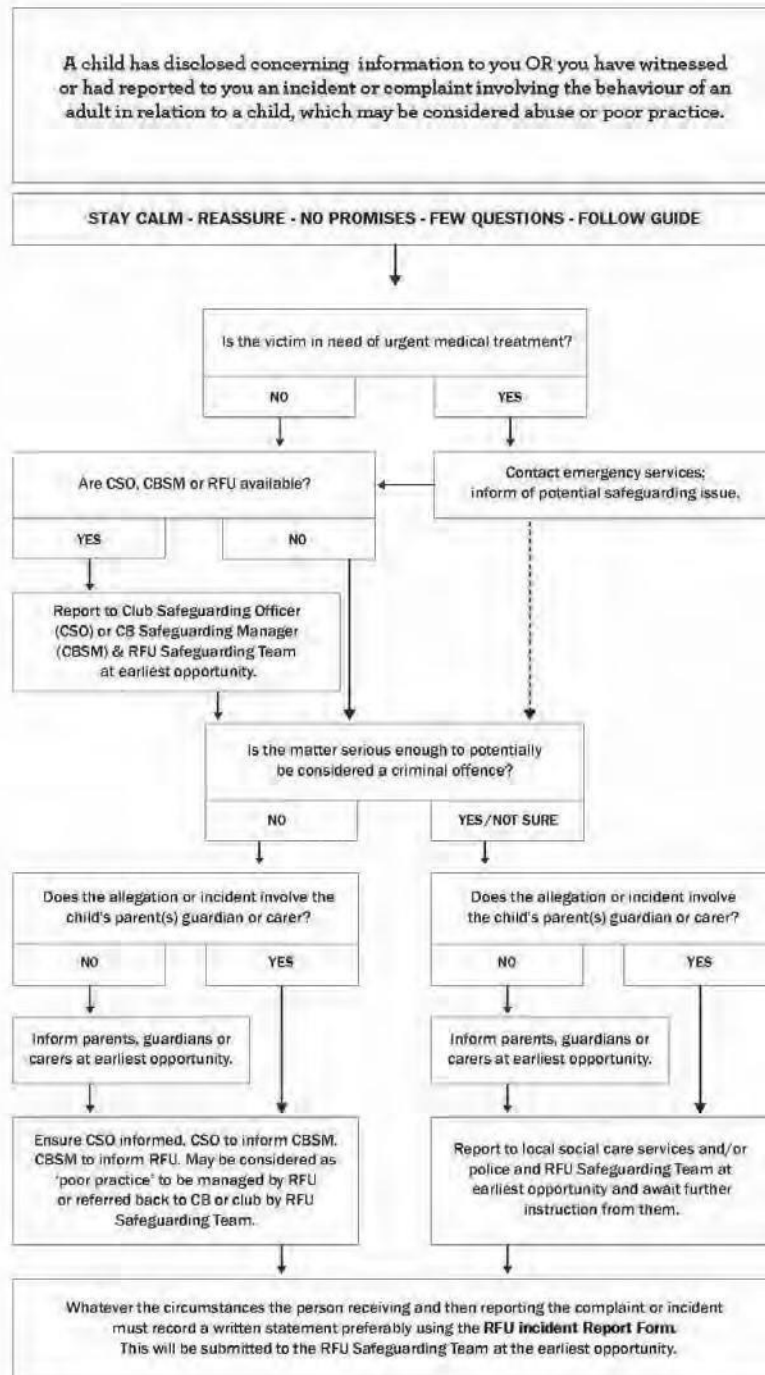 A child has disclosed concerning information to you OR you have witnessed
or had reported to you an incident or complaint involving the behaviour of an
adult in relation to a child, which may be considered abuse or poor practice.
STAY CALM - REASSURE - NO PROMISES - FEW QUESTIONS - FOLLOW GUIDE
Is the victim in need of urgent medical treatment?
NO
YES
Are CSO, CBSM or RFU available?
YES
NO
Contact emergency services;
inform of potential safeguarding issue.
Report to Club Safeguarding Officer
(CSO) or CB Safeguarding Manager
(CBSM) & RFU Safeguarding Team
at earliest opportunity.
Is the matter serious enough to potentially
be considered a criminal offence?
NO
YES/NOT SURE
Does the allegation or incident involve the
child's parent(s) guardian or carer?
NO
YES
Does the allegation or incident involve
the child's parent(s) guardian or carer?
NO
YES
Inform parents, guardians or
carers at earliest opportunity.
Inform parents, guardians or
carers at earliest opportunity.
Ensure CSO informed, CSO to inform CBSM.
CBSM to inform RFU. May be considered as
'poor practice' to be managed by RFU
or referred back to CB or club by RFU
Safeguarding Team.
Report to local social care services and/or
police and RFU Safeguarding Team at
earliest opportunity and await further
instruction from them.
Whatever the circumstances the person receiving and then reporting the complaint or incident
must record a written statement preferably using the RFU incident Report Form.
This will be submitted to the RFU Safeguarding Team at the earliest opportunity.